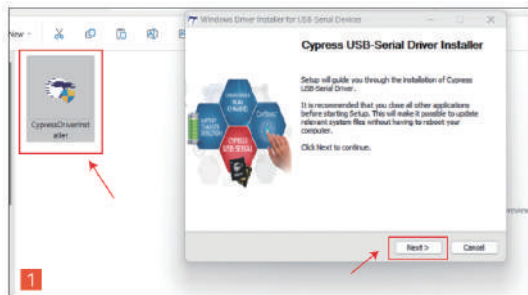 New
Windows Driver Installer for USB Serial Devices
Cypress USB-Serial Driver Installer
Setup will guide you through the installation of Cypress
USB-Serial Driver.
It is recommended that you close all other applications
before starting Setup. This will make it possible to update
relevant system files without having to reboot your
computer.
Click Next to continue.
CypressDriverInst
aller
CYPRESS
USB-SERIAL
Next >
Cancel
1